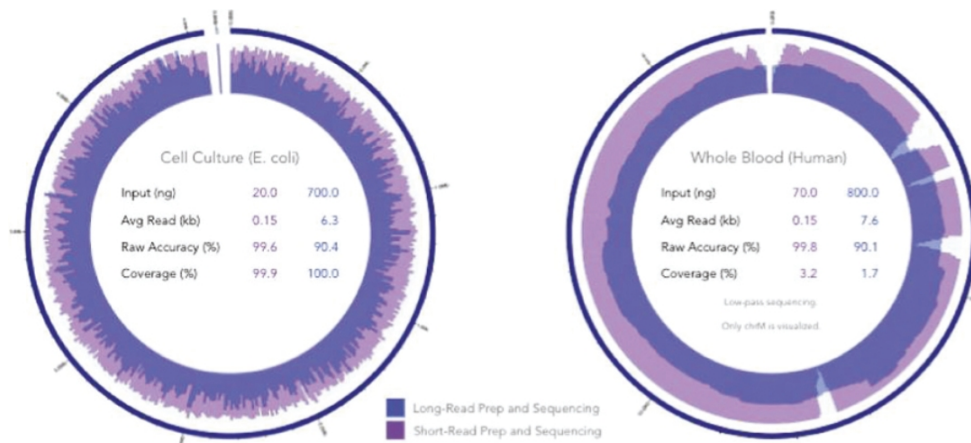 Cell Culture (E. coli)
Input (ng) 20.0 700.0
Avg Read (kb) 0.15 6.3
Raw Accuracy (%) 99.6 90.4
Coverage (%) 99.9 100.0
Whole Blood (Human)
Input (ng) 70.0 800.0
Avg Read (kb) 0.15 7.6
Raw Accuracy (%) 99.8 90.1
Coverage (%) 3.2 1.7
Low-pass sequencing.
Only chrM is visualized.
Long-Read Prep and Sequencing
Short-Read Prep and Sequencing